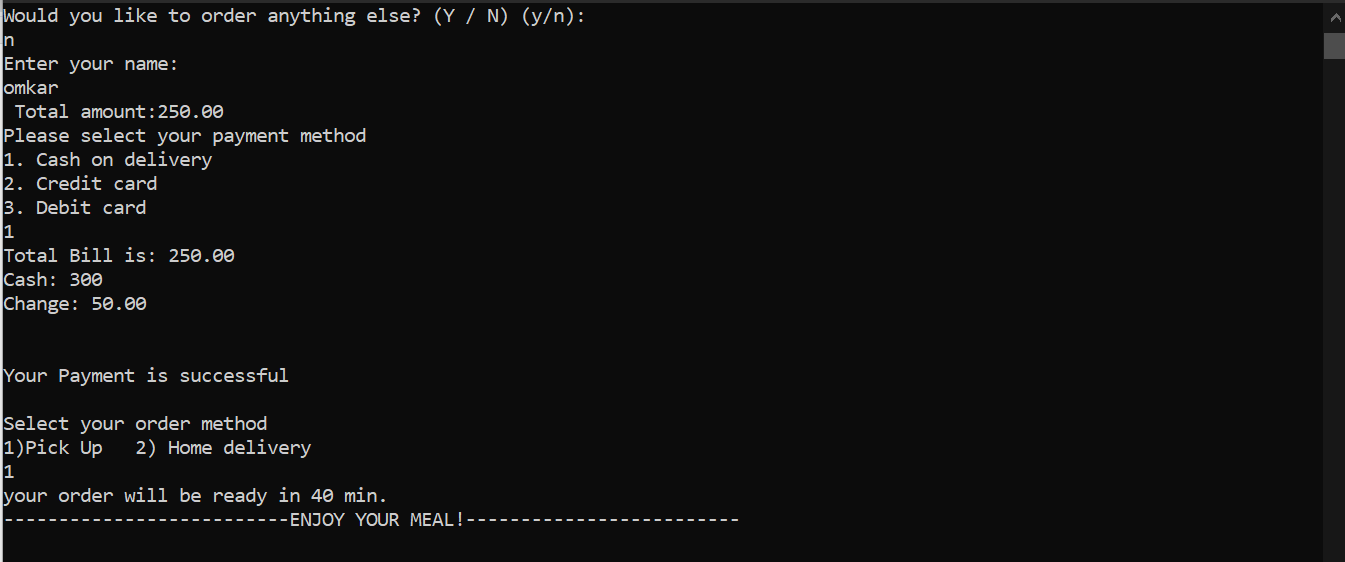 Would you like to order anything else? (Y / N) (y/n):
n
Enter your name:
omkar
 Total amount:250.00
Please select your payment method
1. Cash on delivery
2. Credit card
3. Debit card
1
Total Bill is: 250.00
Cash: 300
Change: 50.00
Your Payment is successful
Select your order method
1)Pick Up   2) Home delivery
1
your order will be ready in 40 min.
--------------------------ENJOY YOUR MEAL!-------------------------